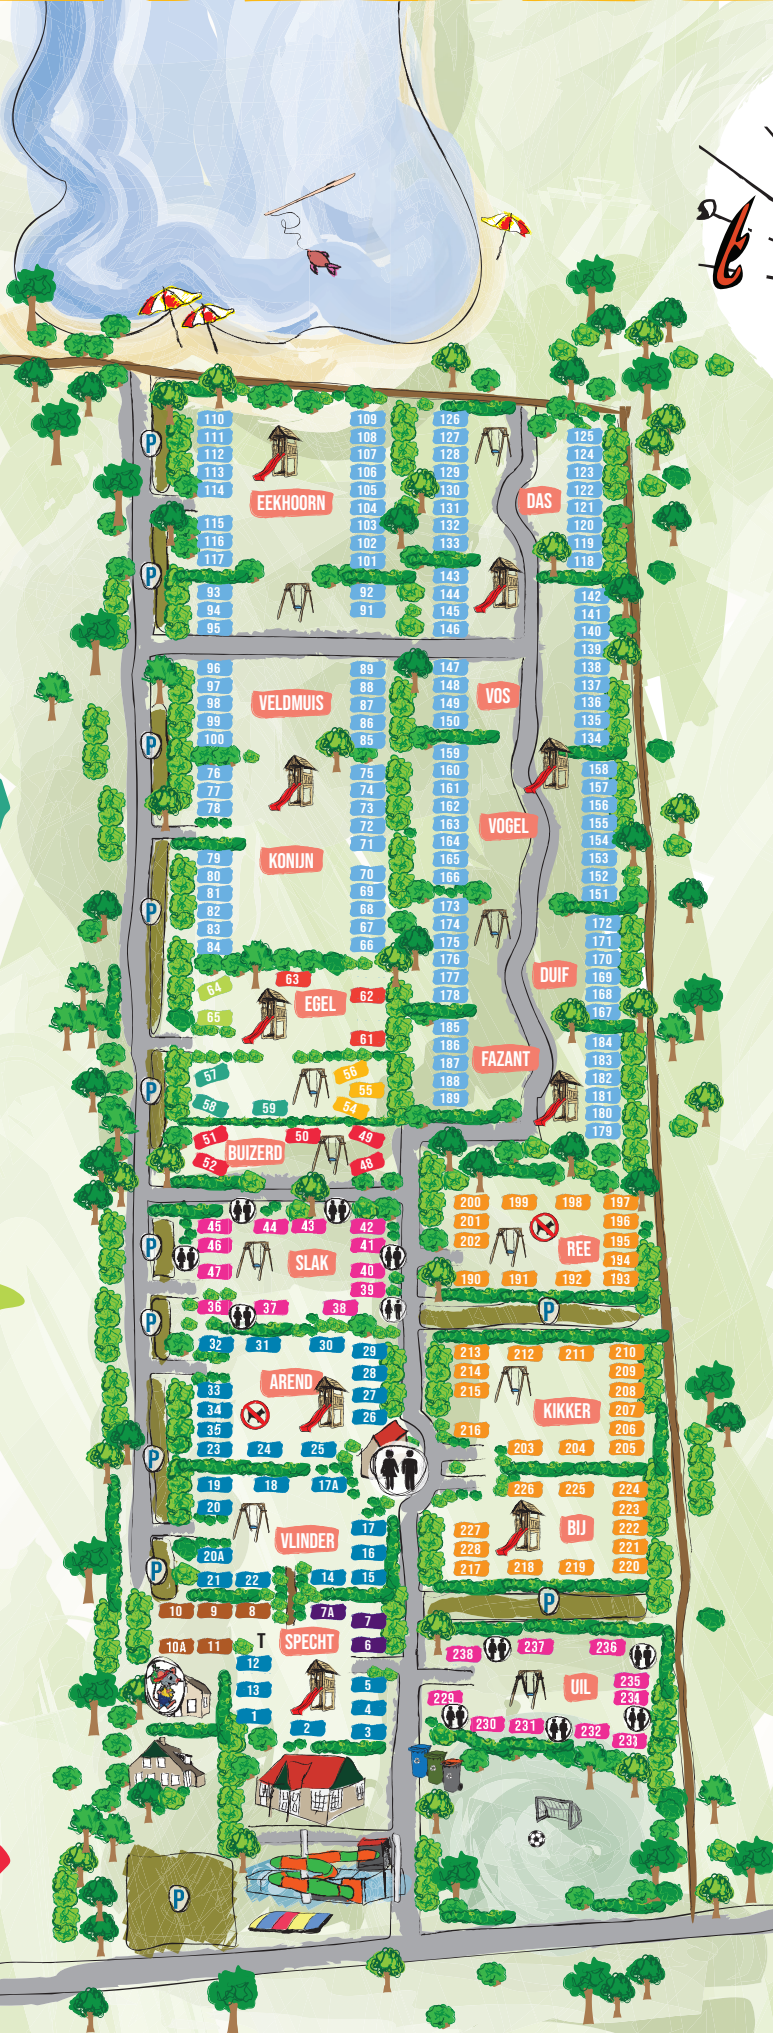 110 109 126
P 111 108 127 125
112 107 128 124
113 106 129 123
114 105 130 122
EEKHOORN DAS
104 131 121
115 103 132 120
116 102 133 119
117 101 118
P 143
93 92 144 142
94 91 145 141
95 146 140
139
96 89 147 138
97 88 148 VOS 137
98 VELDMUIS 87 149 136
99 86 150 135
P 100 85 134
159
76 75 160 158
77 74 161 157
78 73 162 156
72 163 VOGEL 155
71 164 154
79 KONIJN 165 153
80 70 166 152
81 69 151
P 82 68 173 172
83 67 174 171
84 66 175 170
176 169
63 177 DUIF 168
64 62 178 167
EGEL
65 61 185 184
186 183
57 56 187 FAZANT 182
P 55 188 181
58 59 54 189 180
179
51 50 49
BUIZERD
52 48
200 199 198 197
45 44 43 42 201 196
P 46 41 202 195
SLAK REE
47 40 194
39 190 191 192 193
36 37 38
P P
32 31 30 29 213 212 211 210
28 214 209
33 AREND 27 215 208
34 26 KIKKER 207
35 216 206
P 23 24 25 203 204 205
19 18 17A 226 225 224
20 223
VLINDER 17 227 BIJ 222
20A 16 228 221
P 21 22 14 15 217 218 219 220
P
10 9 8 7A 7
10A 11 T SPECHT 6
12 238 237 236
13 5 UIL 235
1 4 229 234
2 3 230 231 232 233
P